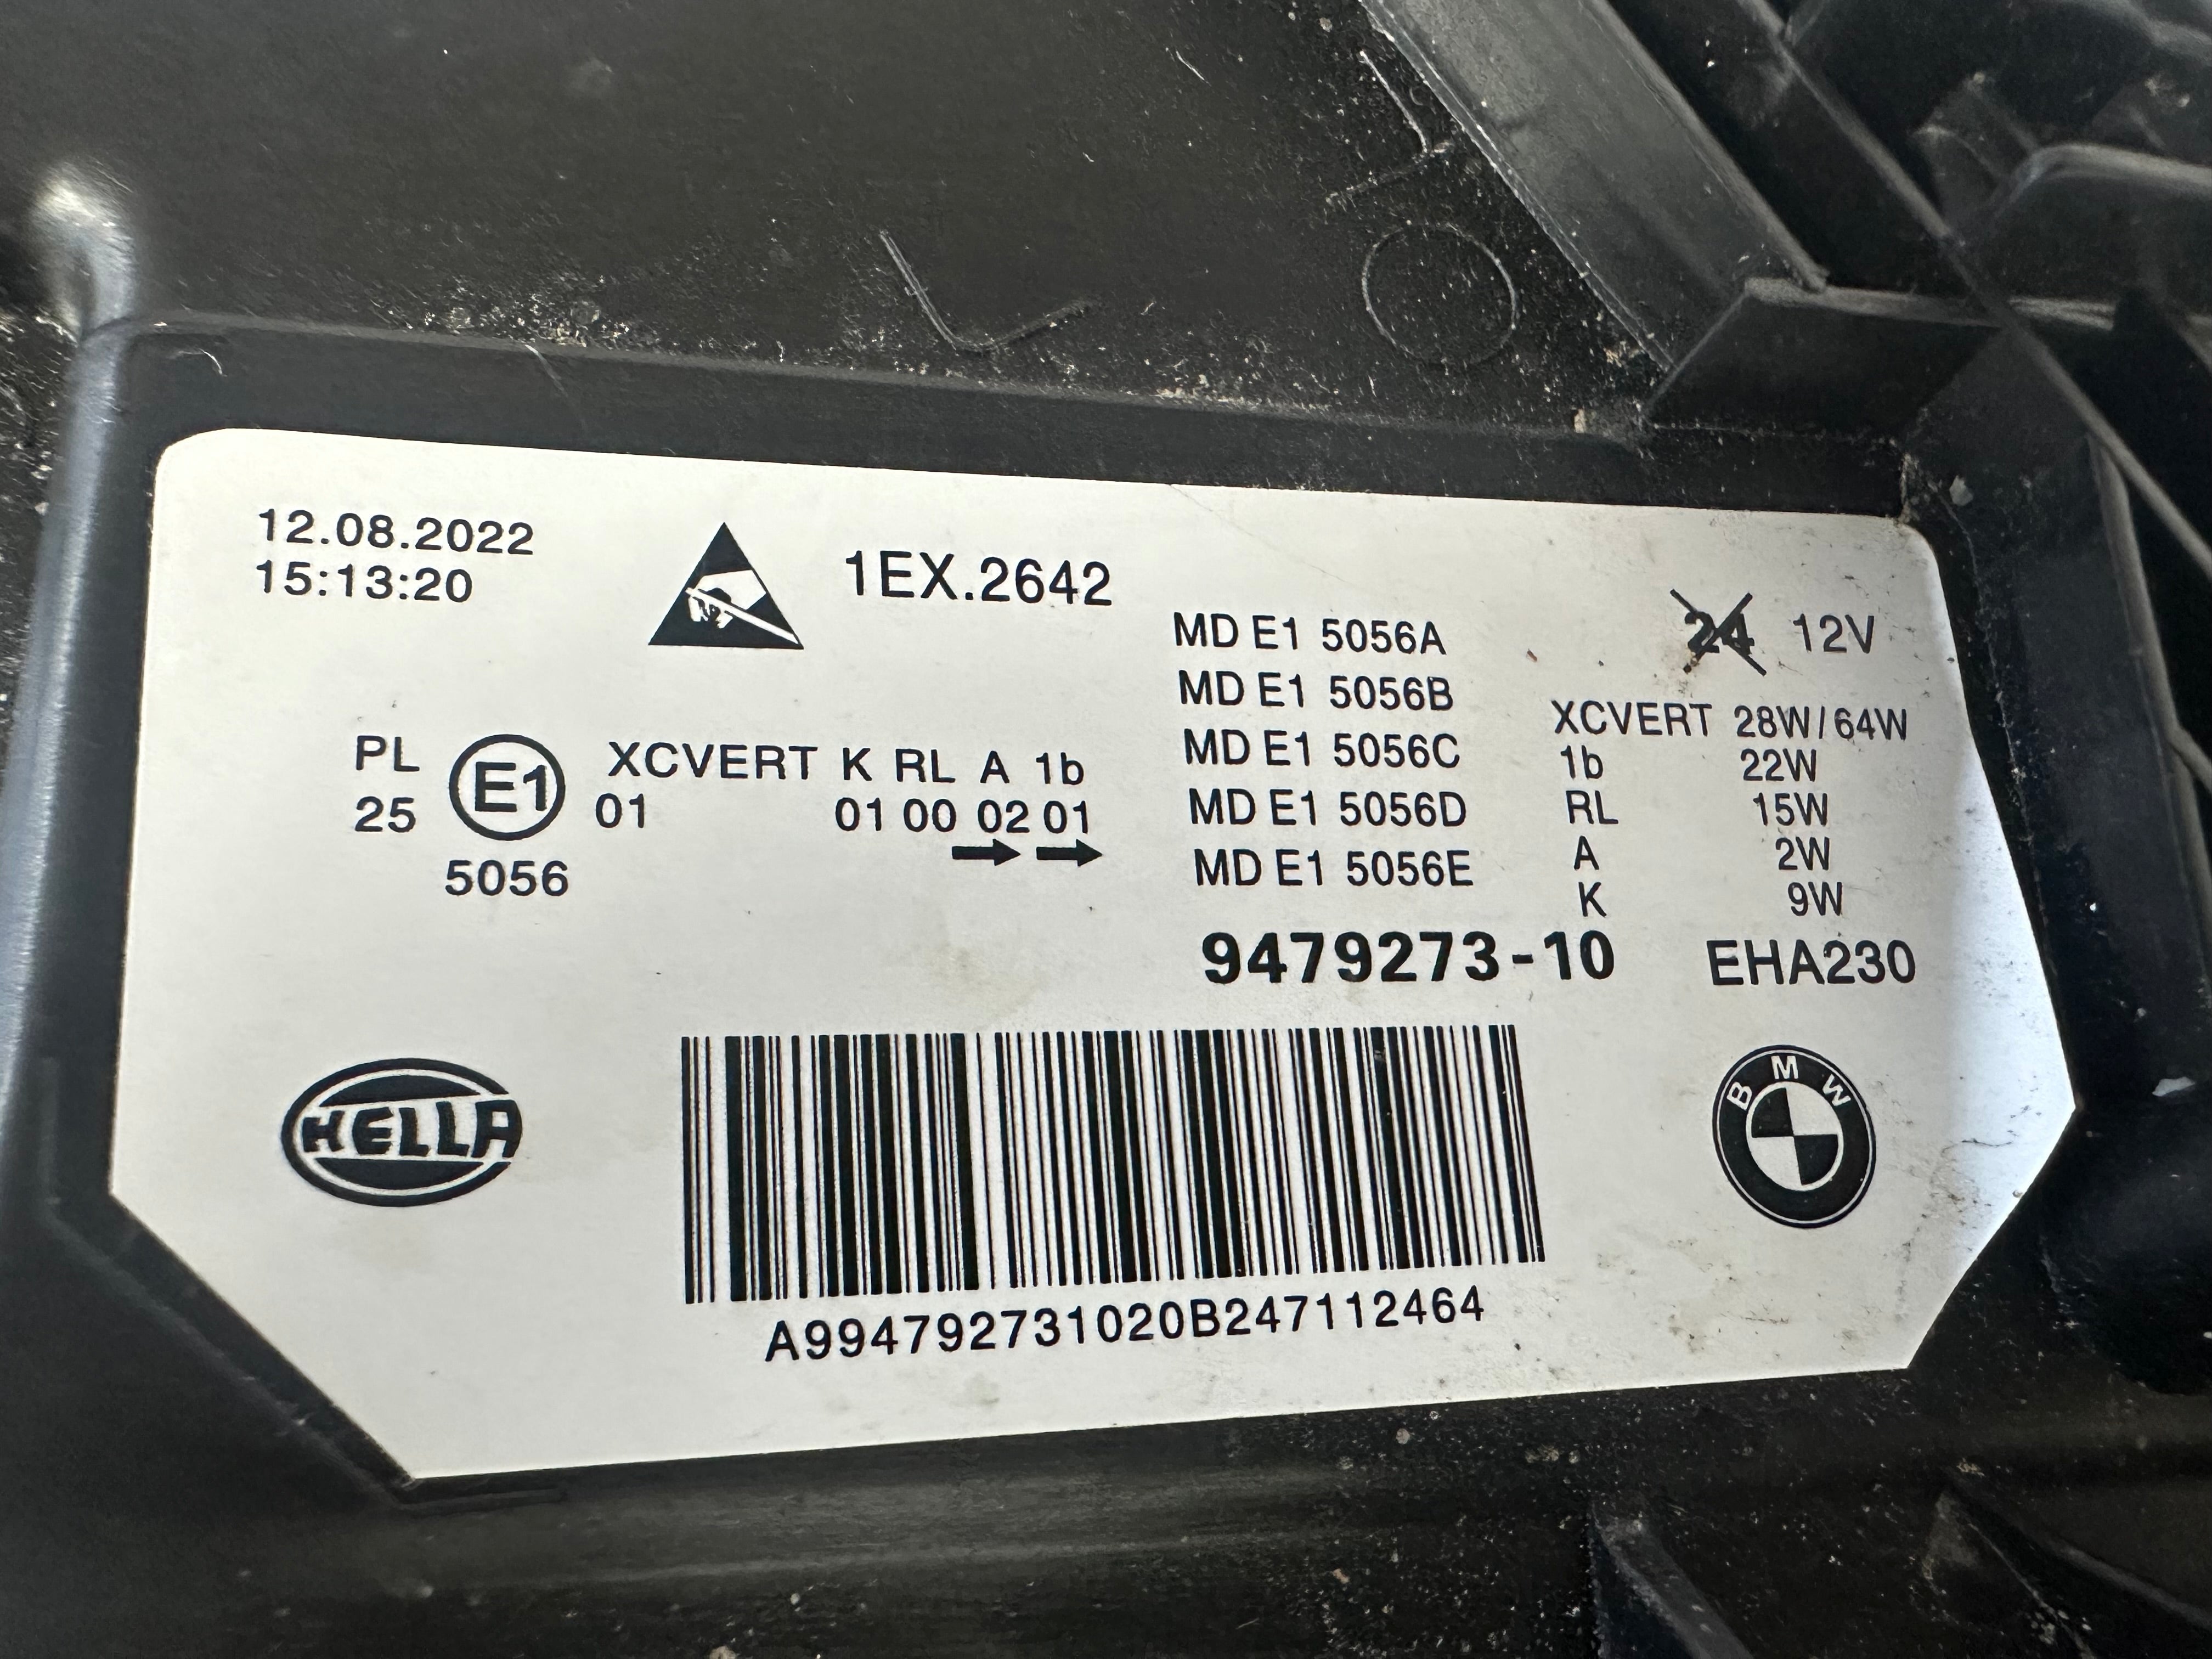 12.08.2022
15:13:20
1EX.2642
MD E1 5056A
MD E1 5056B
MD E1 5056C
MD E1 5056D
MD E1 5056E
24 12V
XCVERT 28W/64W
1b 22W
RL 15W
A 2W
K 9W
PL E1 XCVERT K RL A 1b
25 01 01 00 02 01
5056
9479273-10 EHA230
HELLA
BMW
A994792731020B247112464